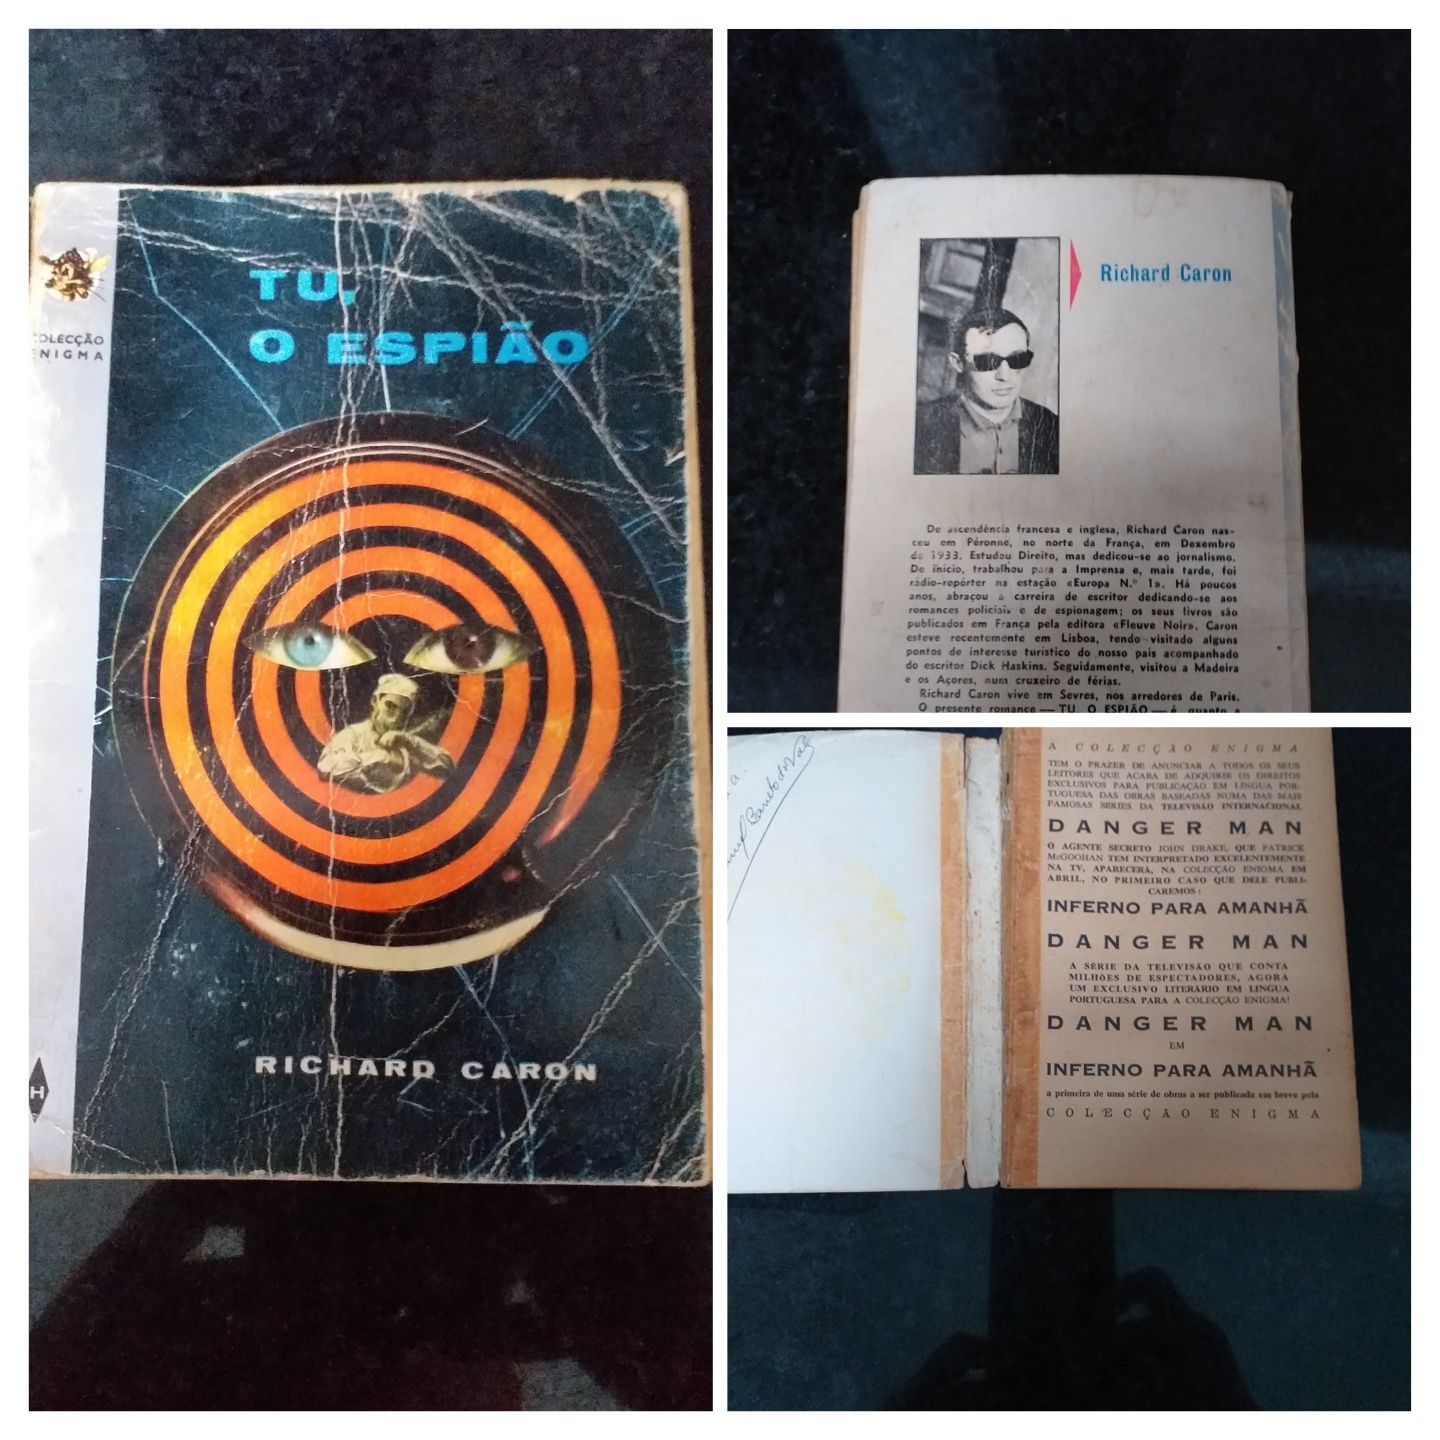 COLECÇÃO
ENIGMA
TU,
O ESPIÃO
RICHARD CARON
H
Richard Caron
De ascendência francesa e inglesa, Richard Caron nas-
ceu em Péronne, no norte da França, em Dezembro
de 1933. Estudou Direito, mas dedicou-se ao jornalismo.
De início, trabalhou para a Imprensa e, mais tarde, foi
rádio-repórter na estação «Europa N.º 1». Há poucos
anos, abraçou a carreira de escritor dedicando-se aos
romances policiais e de espionagem; os seus livros são
publicados em França pela editora «Fleuve Noir». Caron
esteve recentemente em Lisboa, tendo visitado alguns
pontos de interesse turístico do nosso país acompanhado
do escritor Dick Haskins. Seguidamente, visitou a Madeira
e os Açores, num cruzeiro de férias.
Richard Caron vive em Sevres, nos arredores de Paris.
O presente romance — TU, O ESPIÃO — é, quanto a
Barreto do Vale
A COLECÇÃO ENIGMA
TEM O PRAZER DE ANUNCIAR A TODOS OS SEUS
LEITORES QUE ACABA DE ADQUIRIR OS DIREITOS
EXCLUSIVOS PARA PUBLICAÇÃO EM LÍNGUA POR-
TUGUESA DAS OBRAS BASEADAS NUMA DAS MAIS
FAMOSAS SÉRIES DA TELEVISÃO INTERNACIONAL
DANGER MAN
O AGENTE SECRETO JOHN DRAKE, QUE PATRICK
McGOOHAN TEM INTERPRETADO EXCELENTEMENTE
NA TV, APARECERÁ, NA COLECÇÃO ENIGMA EM
ABRIL, NO PRIMEIRO CASO QUE DELE PUBLI-
CAREMOS:
INFERNO PARA AMANHÃ
DANGER MAN
A SÉRIE DA TELEVISÃO QUE CONTA
MILHÕES DE ESPECTADORES, AGORA
UM EXCLUSIVO LITERÁRIO EM LÍNGUA
PORTUGUESA PARA A COLECÇÃO ENIGMA!
DANGER MAN
EM
INFERNO PARA AMANHÃ
a primeira de uma série de obras a ser publicada em breve pela
COLECÇÃO ENIGMA